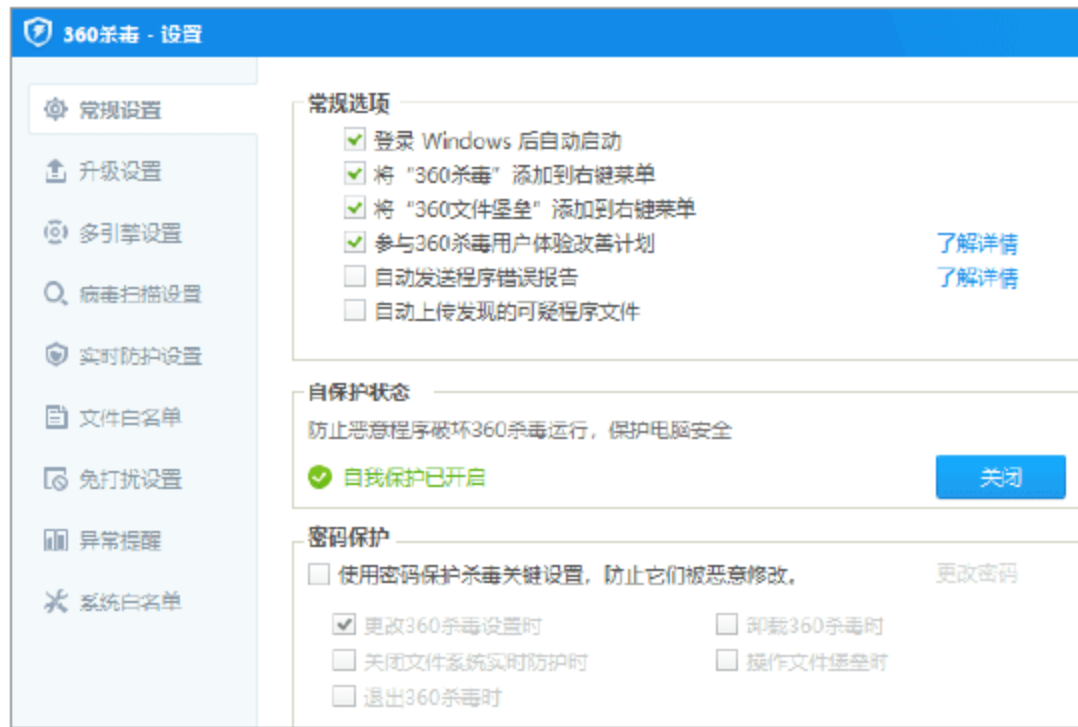 360杀毒 - 设置
常规设置
升级设置
多引擎设置
病毒扫描设置
实时防护设置
文件白名单
免打扰设置
异常提醒
系统白名单
常规选项
登录 Windows 后自动启动
将“360杀毒”添加到右键菜单
将“360文件堡垒”添加到右键菜单
参与360杀毒用户体验改善计划 了解详情
自动发送程序错误报告 了解详情
自动上传发现的可疑程序文件
自保护状态
防止恶意程序破坏360杀毒运行，保护电脑安全
自我保护已开启 关闭
密码保护
使用密码保护杀毒关键设置，防止它们被恶意修改。 更改密码
更改360杀毒设置时 卸载360杀毒时
关闭文件系统实时防护时 操作文件堡垒时
退出360杀毒时